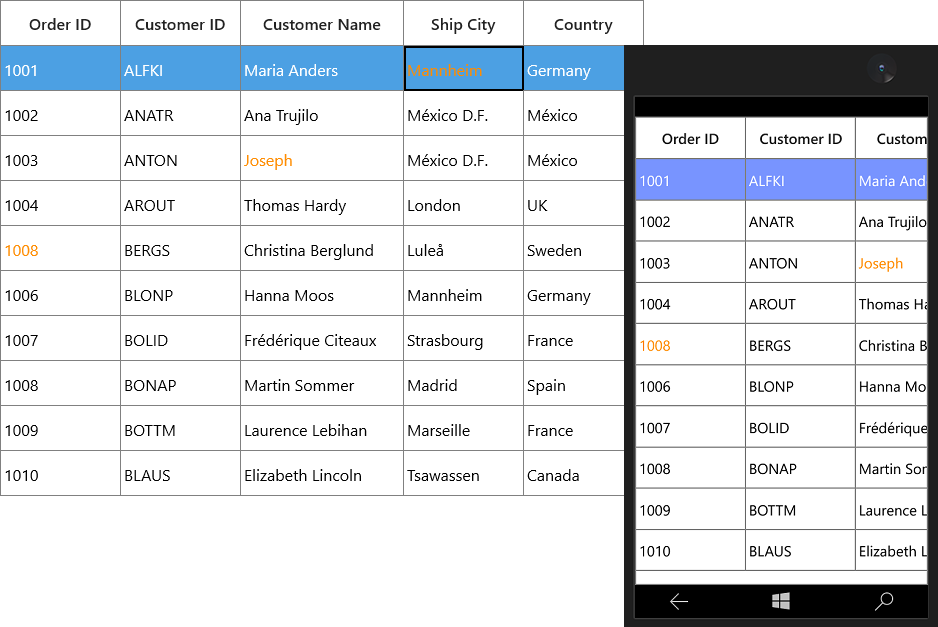 Order ID Customer ID Customer Name Ship City Country
1001 ALFKI Maria Anders Mannheim Germany
1002 ANATR Ana Trujilo México D.F. México
1003 ANTON Joseph México D.F. México
1004 AROUT Thomas Hardy London UK
1008 BERGS Christina Berglund Luleå Sweden
1006 BLONP Hanna Moos Mannheim Germany
1007 BOLID Frédérique Citeaux Strasbourg France
1008 BONAP Martin Sommer Madrid Spain
1009 BOTTM Laurence Lebihan Marseille France
1010 BLAUS Elizabeth Lincoln Tsawassen Canada
Order ID Customer ID Custom
1001 ALFKI Maria And
1002 ANATR Ana Trujilo
1003 ANTON Joseph
1004 AROUT Thomas Ha
1008 BERGS Christina B
1006 BLONP Hanna Mo
1007 BOLID Frédérique
1008 BONAP Martin Som
1009 BOTTM Laurence L
1010 BLAUS Elizabeth L